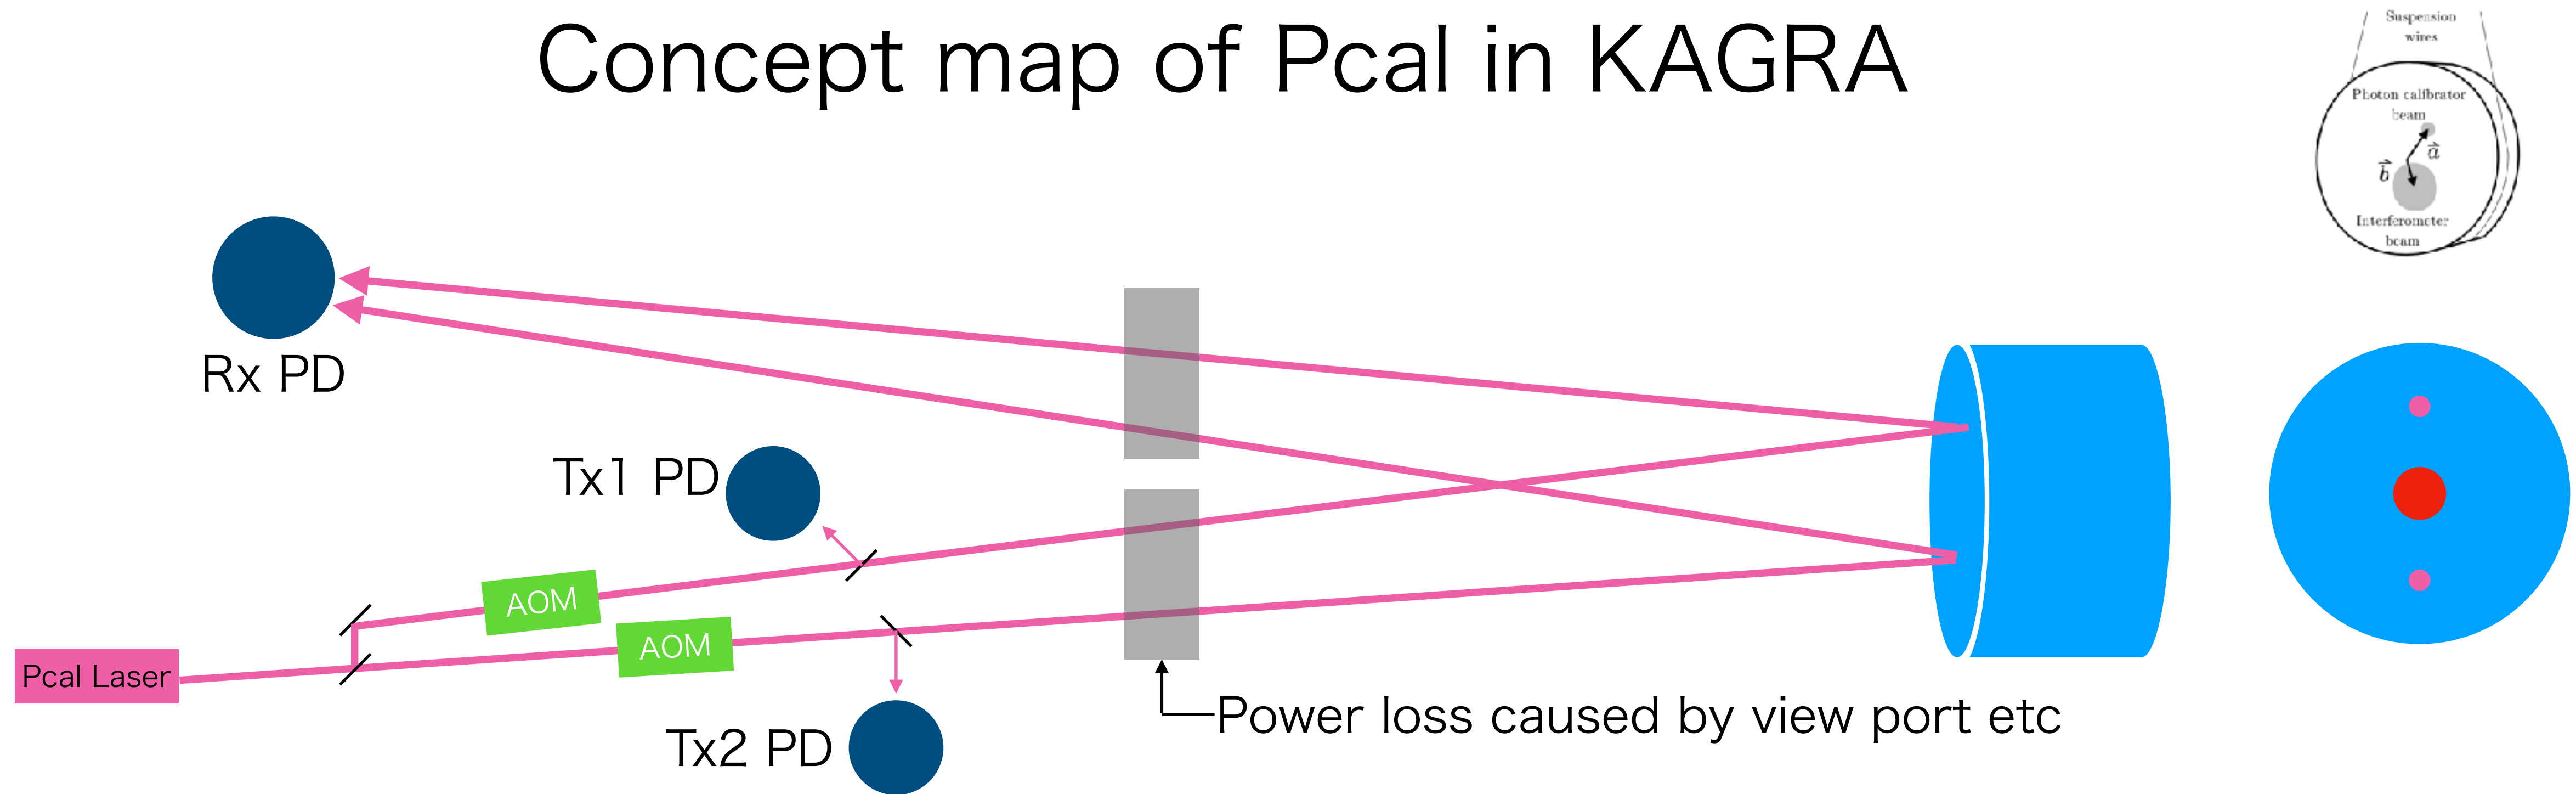 Concept map of Pcal in KAGRA
Suspension
wires
Photon calibrator
beam
a
b
Interferometer
beam
Rx PD
Tx1 PD
AOM
AOM
Pcal Laser
Tx2 PD
Power loss caused by view port etc